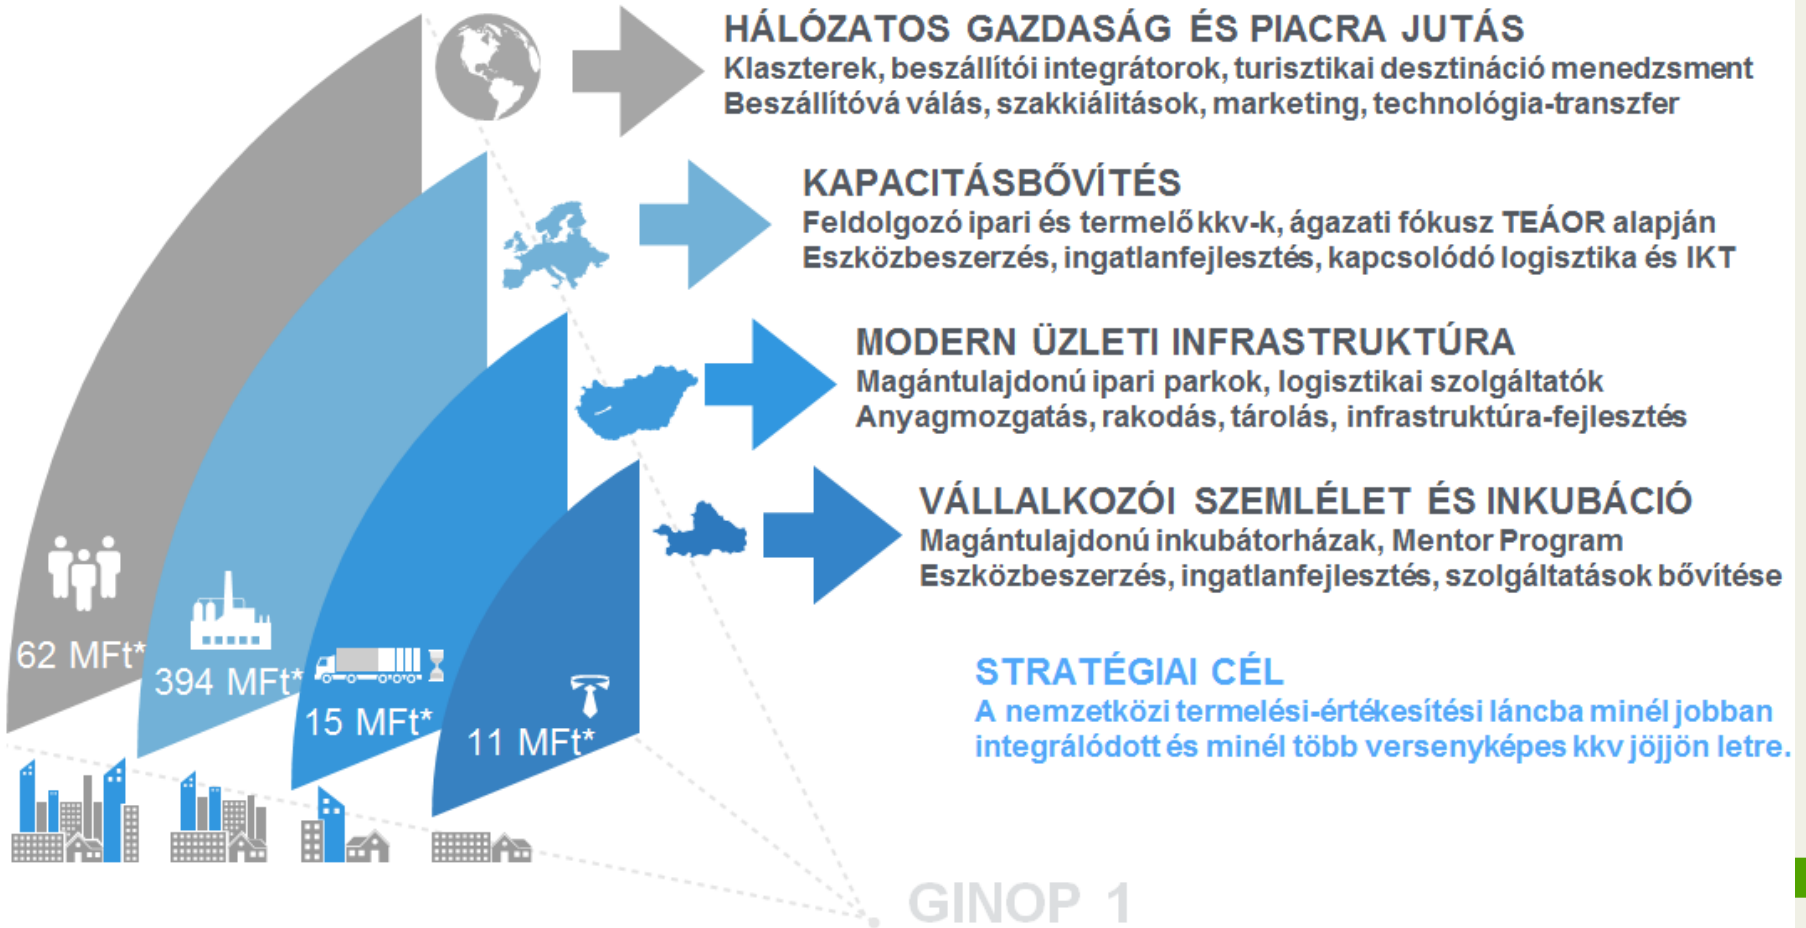 HÁLÓZATOS GAZDASÁG ÉS PIACRA JUTÁS
Klaszterek, beszállítói integrátorok, turisztikai desztináció menedzsment
Beszállítóvá válás, szakkiálitások, marketing, technológia-transzfer
KAPACITÁSBŐVÍTÉS
Feldolgozó ipari és termelő kkv-k, ágazati fókusz TEÁOR alapján
Eszközbeszerzés, ingatlanfejlesztés, kapcsolódó logisztika és IKT
MODERN ÜZLETI INFRASTRUKTÚRA
Magántulajdonú ipari parkok, logisztikai szolgáltatók
Anyagmozgatás, rakodás, tárolás, infrastruktúra-fejlesztés
VÁLLALKOZÓI SZEMLÉLET ÉS INKUBÁCIÓ
Magántulajdonú inkubátorházak, Mentor Program
Eszközbeszerzés, ingatlanfejlesztés, szolgáltatások bővítése
62 MFt*
394 MFt*
15 MFt*
11 MFt*
STRATÉGIAI CÉL
A nemzetközi termelési-értékesítési láncba minél jobban
integrálódott és minél több versenyképes kkv jöjjön letre.
GINOP 1